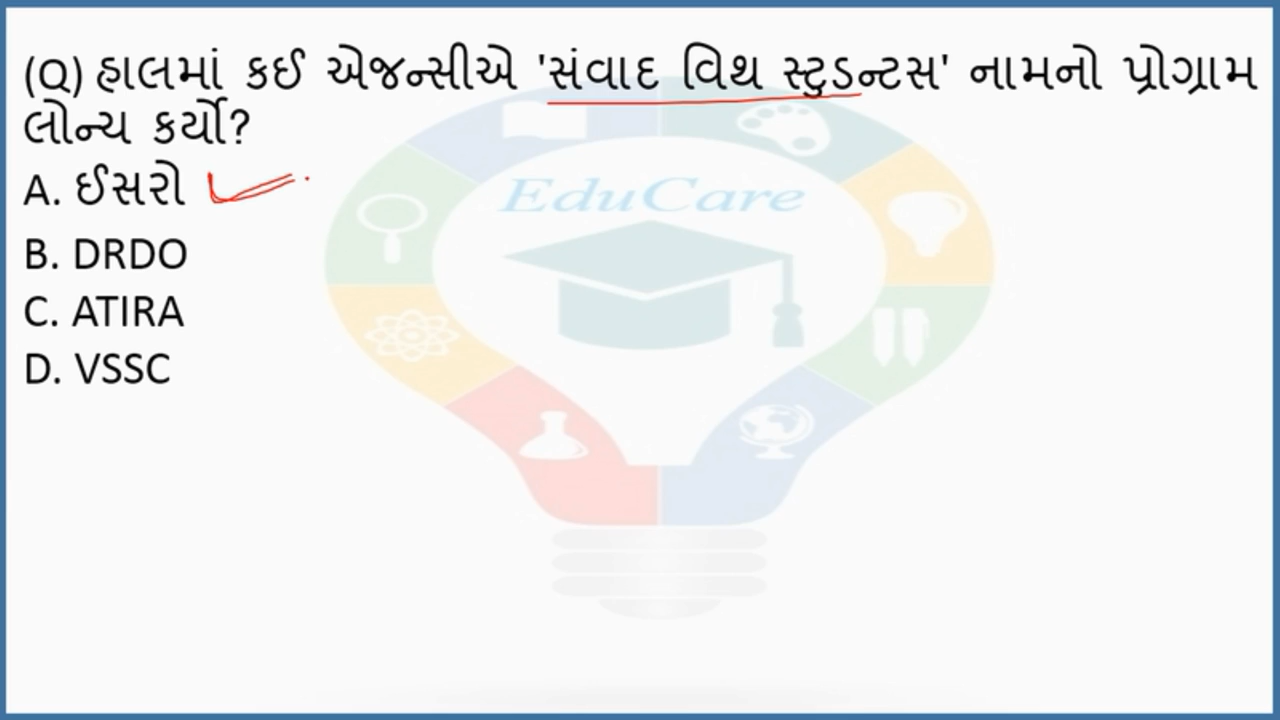 (Q) હાલમાં કઈ એજન્સીએ 'સંવાદ વિથ સ્ટુડન્ટસ' નામનો પ્રોગ્રામ
લોન્ચ કર્યો?
A. ઈસરો
EduCare
B. DRDO
C. ATIRA
D. VSSC